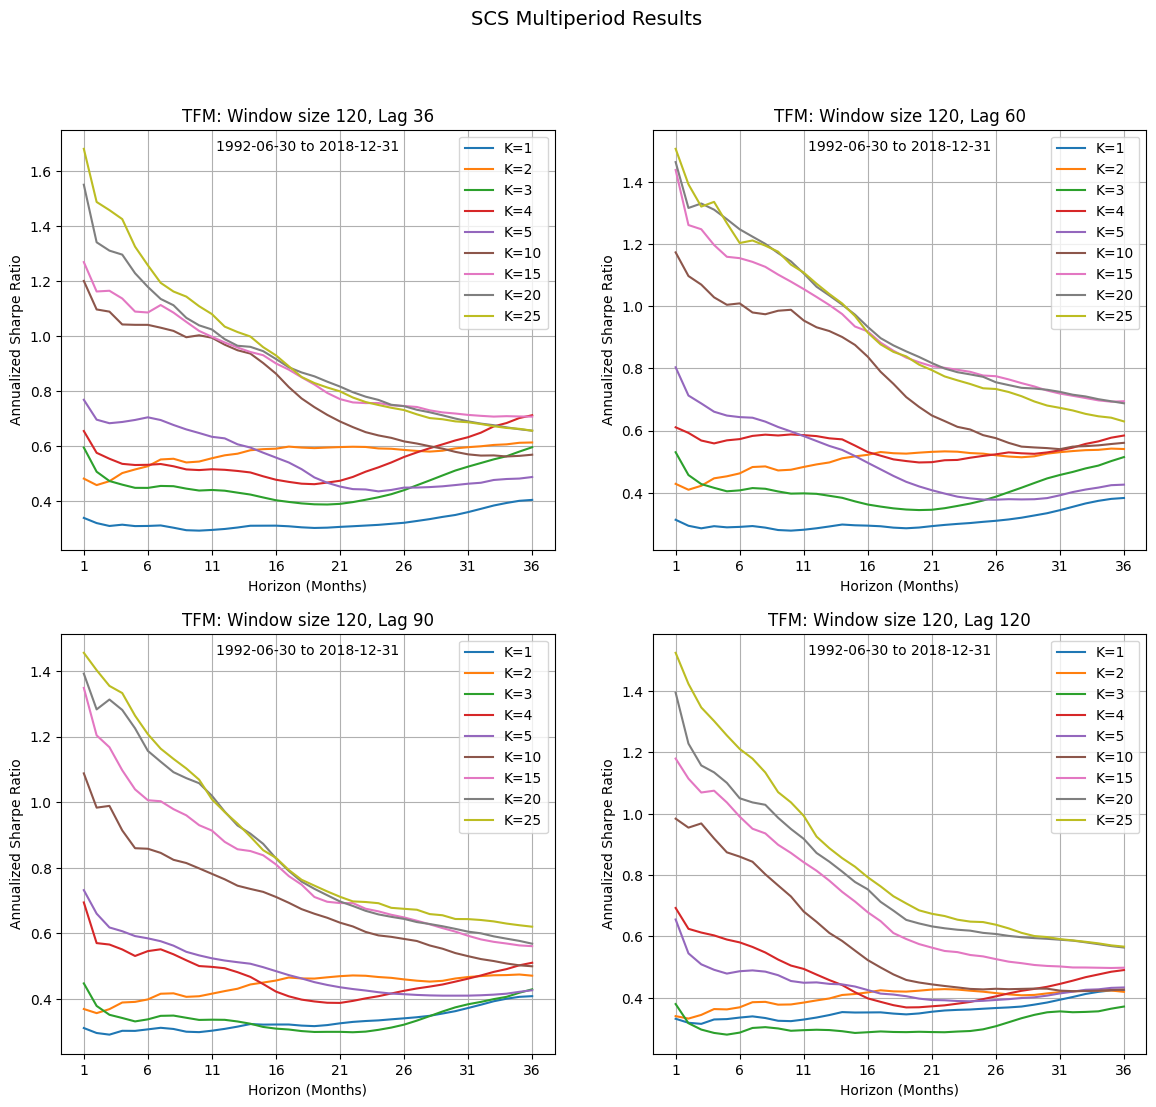 SCS Multiperiod Results
TFM: Window size 120, Lag 36
1992-06-30 to 2018-12-31
K=1
K=2
K=3
K=4
K=5
K=10
K=15
K=20
K=25
1.6
1.4
1.2
1.0
0.8
0.6
0.4
Annualized Sharpe Ratio
1 6 11 16 21 26 31 36
Horizon (Months)
TFM: Window size 120, Lag 60
1992-06-30 to 2018-12-31
K=1
K=2
K=3
K=4
K=5
K=10
K=15
K=20
K=25
1.4
1.2
1.0
0.8
0.6
0.4
Annualized Sharpe Ratio
1 6 11 16 21 26 31 36
Horizon (Months)
TFM: Window size 120, Lag 90
1992-06-30 to 2018-12-31
K=1
K=2
K=3
K=4
K=5
K=10
K=15
K=20
K=25
1.4
1.2
1.0
0.8
0.6
0.4
Annualized Sharpe Ratio
1 6 11 16 21 26 31 36
Horizon (Months)
TFM: Window size 120, Lag 120
1992-06-30 to 2018-12-31
K=1
K=2
K=3
K=4
K=5
K=10
K=15
K=20
K=25
1.4
1.2
1.0
0.8
0.6
0.4
Annualized Sharpe Ratio
1 6 11 16 21 26 31 36
Horizon (Months)